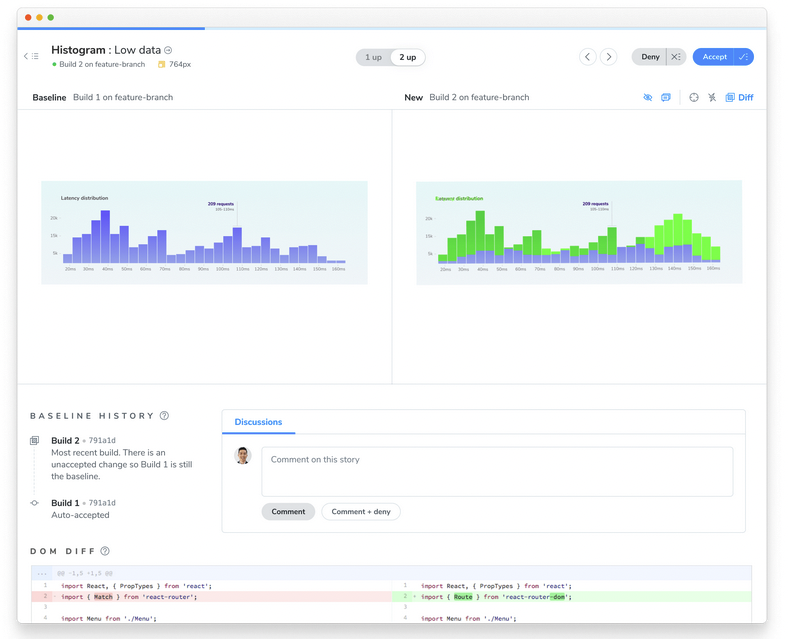 Histogram : Low data
Build 2 on feature-branch 764px
1 up 2 up
Deny Accept
Baseline Build 1 on feature-branch
New Build 2 on feature-branch
Diff
Latency distribution
209 requests
100-110ms
20k
15k
5k
20ms 30ms 40ms 50ms 60ms 70ms 80ms 90ms 100ms 110ms 120ms 130ms 140ms 150ms 160ms
distribution
209 requests
100-110ms
20k
15k
5k
20ms 30ms 40ms 50ms 60ms 70ms 80ms 90ms 100ms 110ms 120ms 130ms 140ms 150ms 160ms
BASELINE HISTORY ?
Build 2 791a1d
Most recent build. There is an
unaccepted change so Build 1 is still
the baseline.
Build 1 791a1d
Auto-accepted
Discussions
Comment on this story
Comment Comment + deny
DOM DIFF ?
... @@ -1,5 +1,5 @@
1 import React, { PropTypes } from 'react';
2 - import { Match } from 'react-router';
3
4 import Menu from './Menu';
1 import React, { PropTypes } from 'react';
2 + import { Route } from 'react-router-dom';
3
4 import Menu from './Menu';